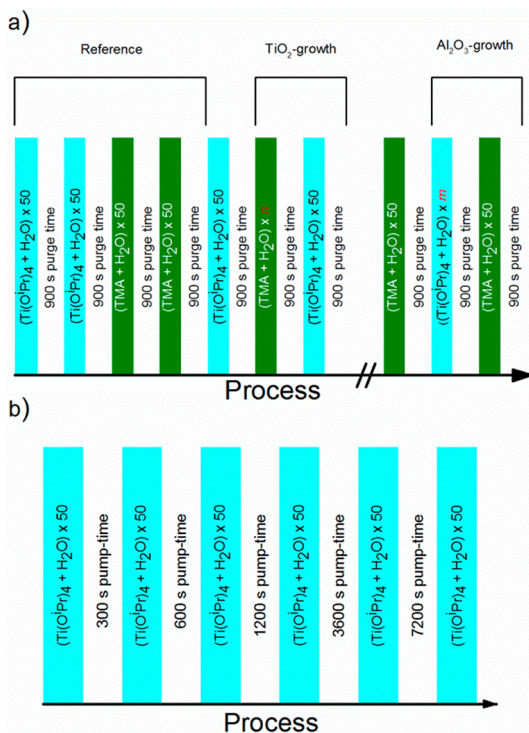 a)
Reference
TiO₂-growth
Al₂O₃-growth
(Ti(OⁱPr)₄ + H₂O) x 50
900 s purge time
(Ti(OⁱPr)₄ + H₂O) x 50
900 s purge time
(TMA + H₂O) x 50
900 s purge time
(TMA + H₂O) x 50
900 s purge time
(Ti(OⁱPr)₄ + H₂O) x 50
900 s purge time
(TMA + H₂O) x n
900 s purge time
(Ti(OⁱPr)₄ + H₂O) x 50
900 s purge time
(TMA + H₂O) x 50
900 s purge time
((Ti(OⁱPr)₄ + H₂O) x m
900 s purge time
(TMA + H₂O) x 50
900 s purge time
Process
b)
(Ti(OⁱPr)₄ + H₂O) x 50
300 s pump-time
(Ti(OⁱPr)₄ + H₂O) x 50
600 s pump-time
(Ti(OⁱPr)₄ + H₂O) x 50
1200 s pump-time
(Ti(OⁱPr)₄ + H₂O) x 50
3600 s pump-time
(Ti(OⁱPr)₄ + H₂O) x 50
7200 s pump-time
(Ti(OⁱPr)₄ + H₂O) x 50
Process